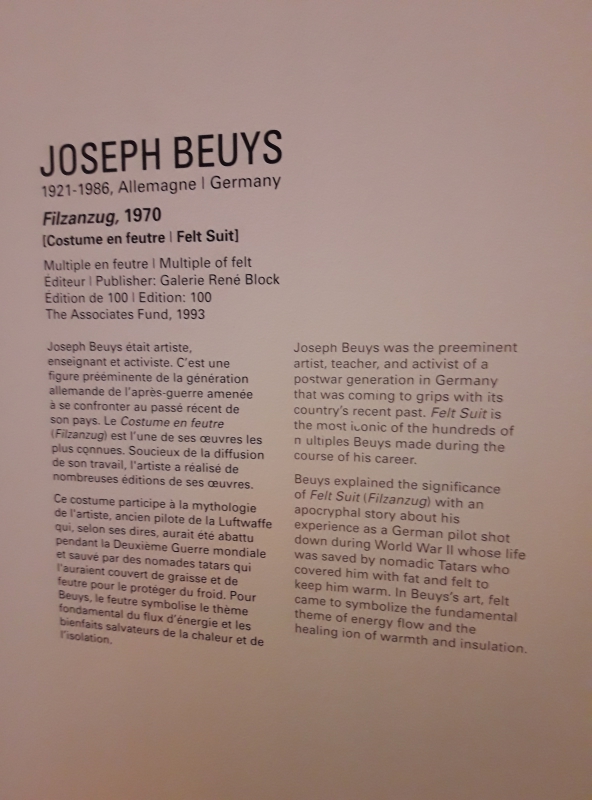 JOSEPH BEUYS
1921-1986, Allemagne | Germany
Filzanzug, 1970
[Costume en feutre | Felt Suit]
Multiple en feutre | Multiple of felt
Éditeur | Publisher: Galerie René Block
Édition de 100 | Edition: 100
The Associates Fund, 1993
Joseph Beuys était artiste,
enseignant et activiste. C'est une
figure prééminente de la génération
allemande de l'après-guerre amenée
à se confronter au passé récent de
son pays. Le Costume en feutre
(Filzanzug) est l'une de ses œuvres les
plus connues. Soucieux de la diffusion
de son travail, l'artiste a réalisé de
nombreuses éditions de ses œuvres.
Ce costume participe à la mythologie
de l'artiste, ancien pilote de la Luftwaffe
qui, selon ses dires, aurait été abattu
pendant la Deuxième Guerre mondiale
et sauvé par des nomades tatars qui
l'auraient couvert de graisse et de
feutre pour le protéger du froid. Pour
Beuys, le feutre symbolise le thème
fondamental du flux d'énergie et les
bienfaits salvateurs de la chaleur et de
l'isolation.
Joseph Beuys was the preeminent
artist, teacher, and activist of a
postwar generation in Germany
that was coming to grips with its
country's recent past. Felt Suit is
the most iconic of the hundreds of
n ultiples Beuys made during the
course of his career.
Beuys explained the significance
of Felt Suit (Filzanzug) with an
apocryphal story about his
experience as a German pilot shot
down during World War II whose life
was saved by nomadic Tatars who
covered him with fat and felt to
keep him warm. In Beuys's art, felt
came to symbolize the fundamental
theme of energy flow and the
healing ion of warmth and insulation.